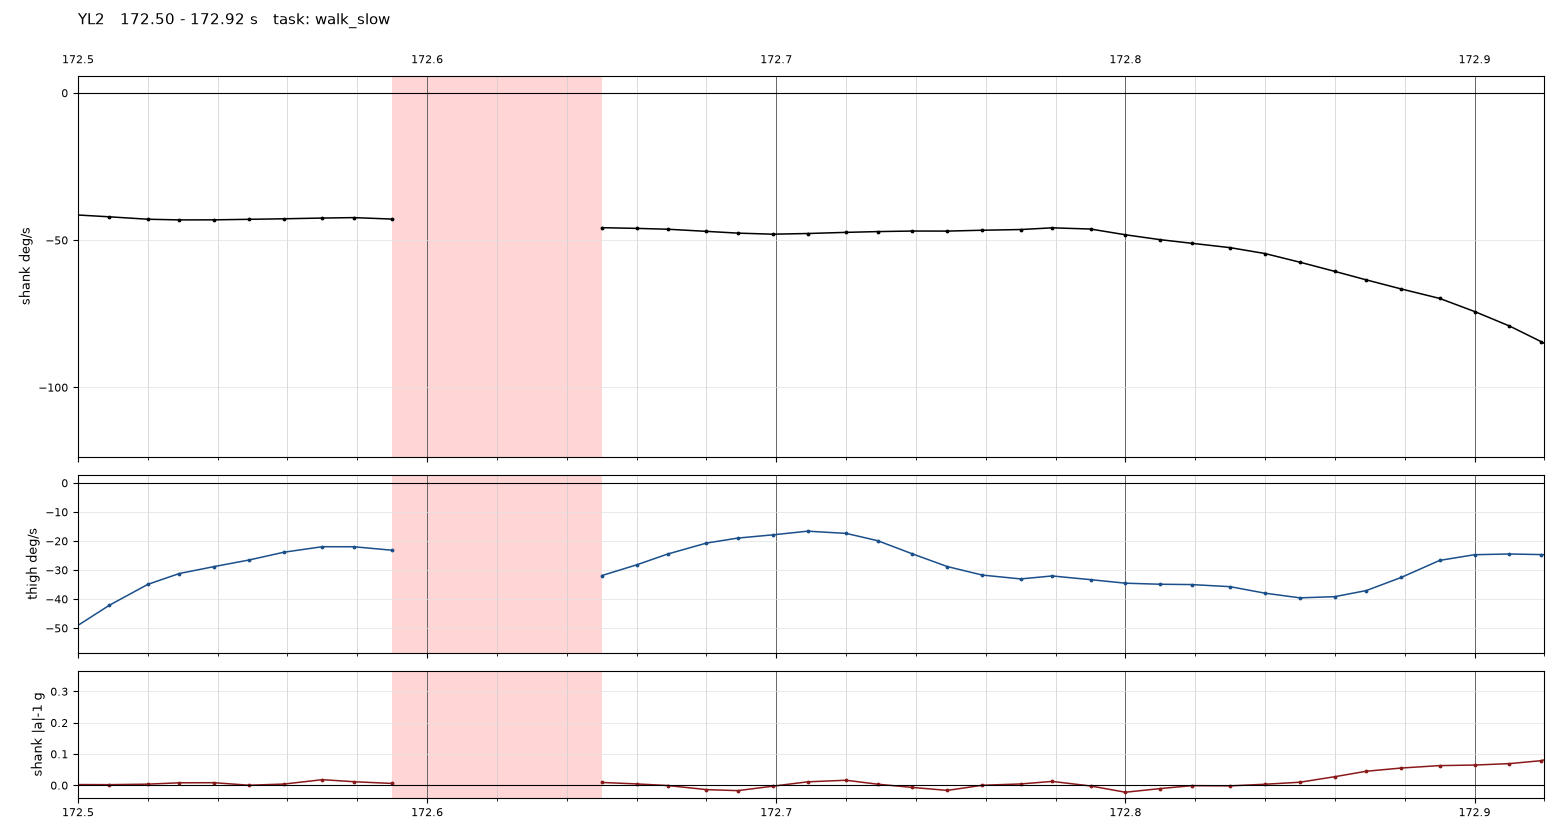 YL2   172.50 - 172.92 s   task: walk_slow
172.5 172.6 172.7 172.8 172.9
0
−50
−100
shank deg/s
0
−10
−20
−30
−40
−50
thigh deg/s
0.3
0.2
0.1
0.0
shank |a|-1 g
172.5 172.6 172.7 172.8 172.9